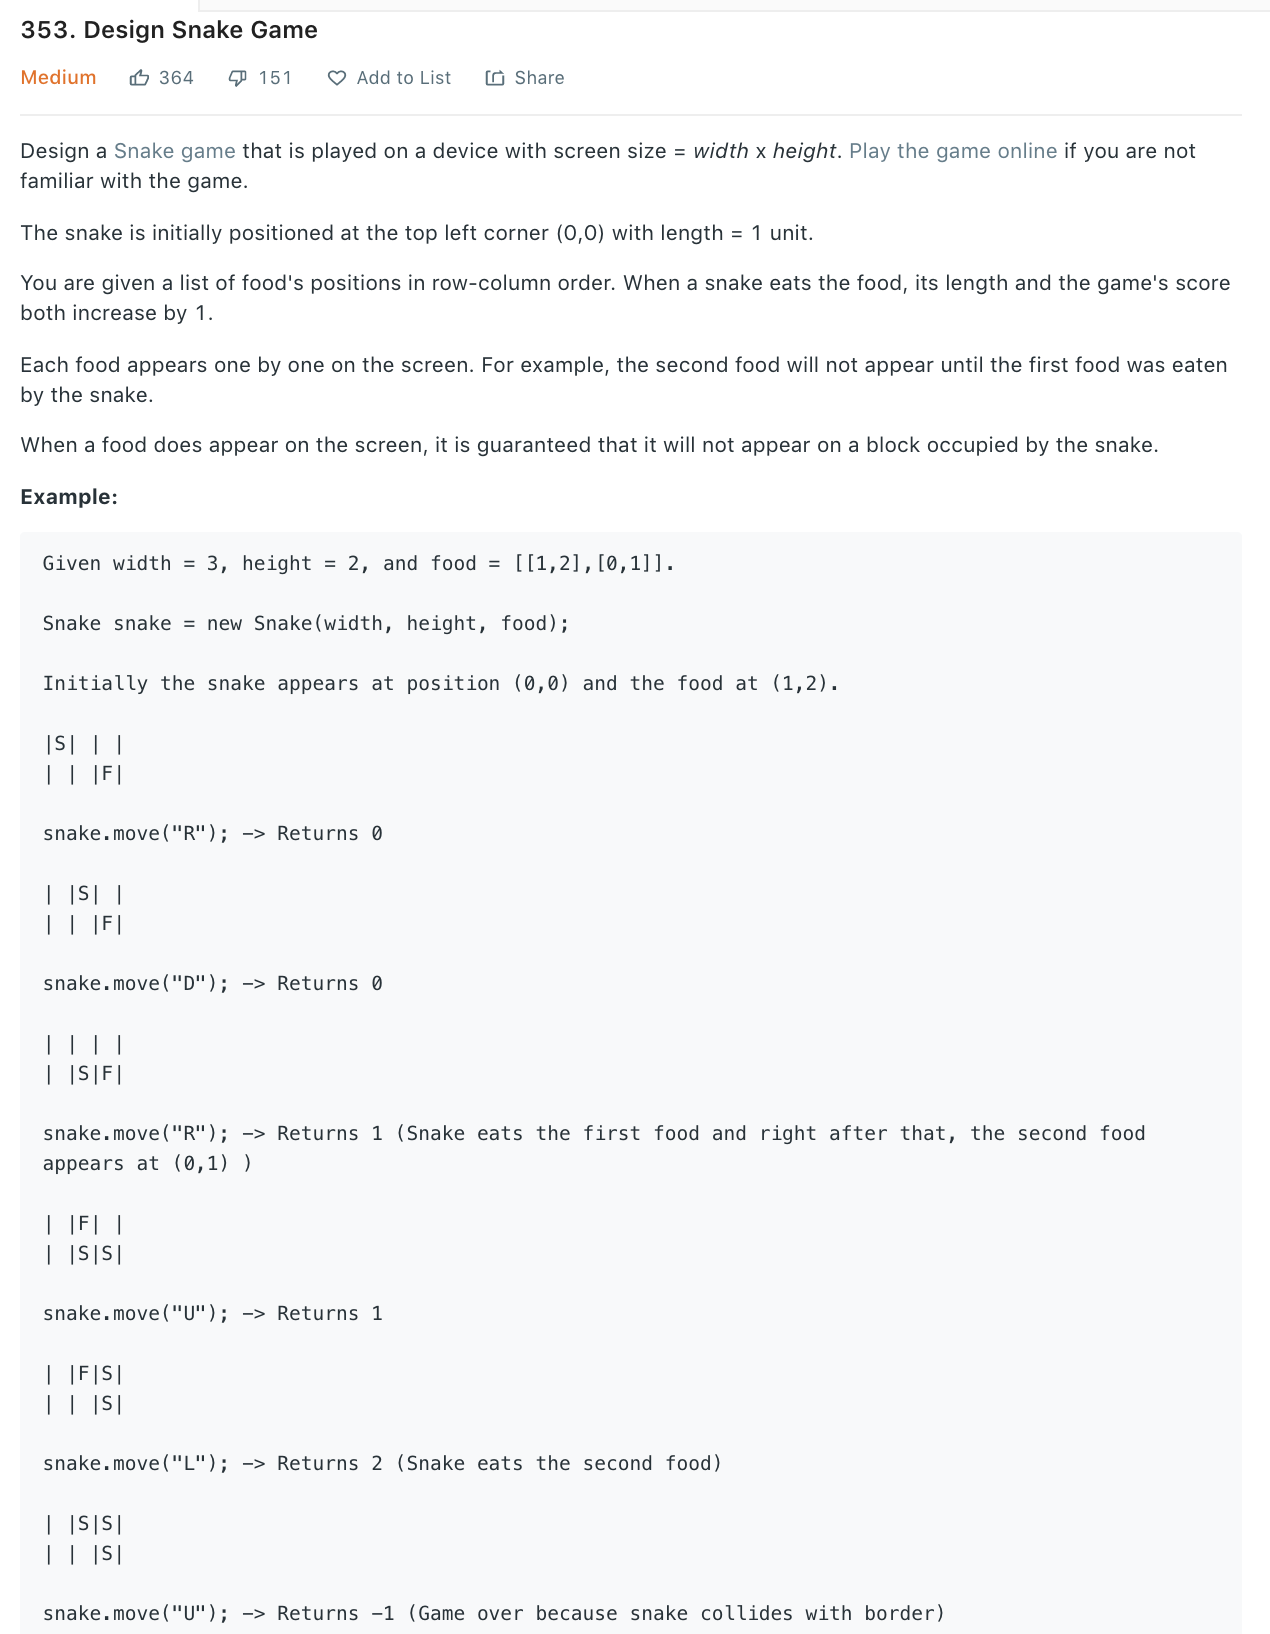 353. Design Snake Game
Medium 364 151 Add to List Share
Design a Snake game that is played on a device with screen size = width x height. Play the game online if you are not
familiar with the game.
The snake is initially positioned at the top left corner (0,0) with length = 1 unit.
You are given a list of food's positions in row-column order. When a snake eats the food, its length and the game's score
both increase by 1.
Each food appears one by one on the screen. For example, the second food will not appear until the first food was eaten
by the snake.
When a food does appear on the screen, it is guaranteed that it will not appear on a block occupied by the snake.
Example:
Given width = 3, height = 2, and food = [[1,2],[0,1]].
Snake snake = new Snake(width, height, food);
Initially the snake appears at position (0,0) and the food at (1,2).
|S| | |
| | |F|
snake.move("R"); -> Returns 0
| |S| |
| | |F|
snake.move("D"); -> Returns 0
| | | |
| |S|F|
snake.move("R"); -> Returns 1 (Snake eats the first food and right after that, the second food
appears at (0,1) )
| |F| |
| |S|S|
snake.move("U"); -> Returns 1
| |F|S|
| | |S|
snake.move("L"); -> Returns 2 (Snake eats the second food)
| |S|S|
| | |S|
snake.move("U"); -> Returns -1 (Game over because snake collides with border)